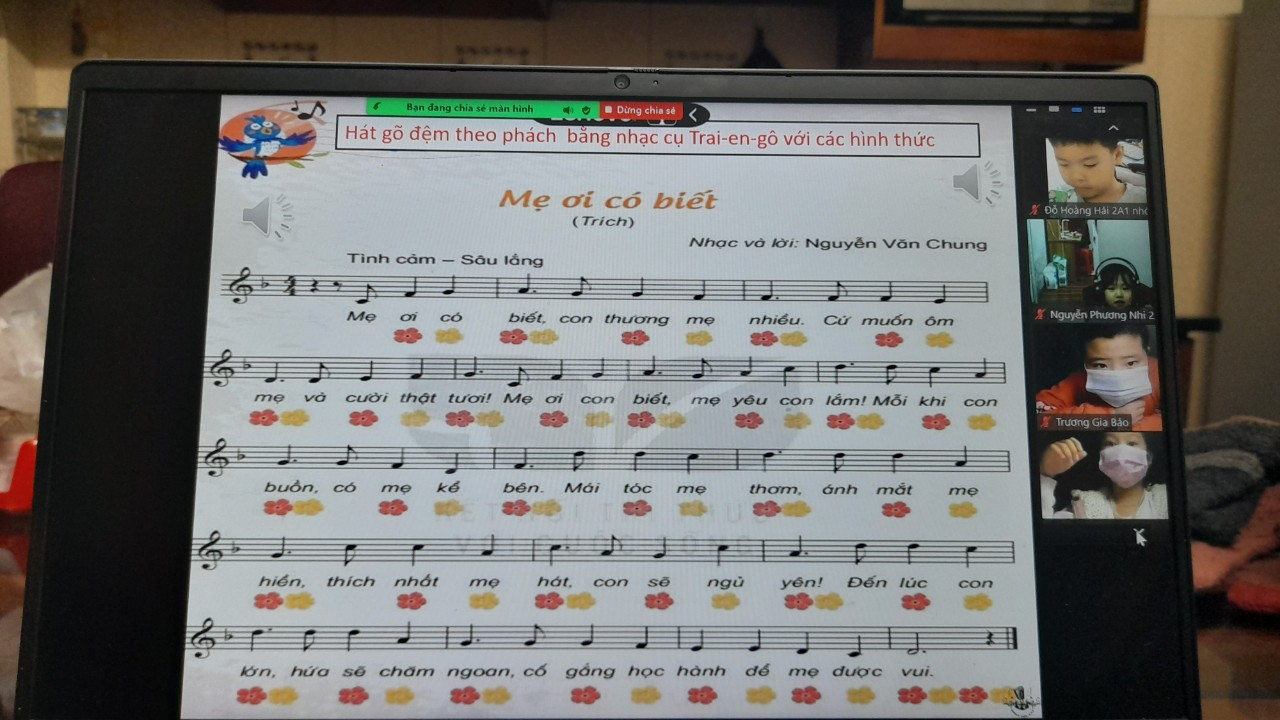 Bạn đang chia sẻ màn hình
Dừng chia sẻ
Hát gõ đệm theo phách bằng nhạc cụ Trai-en-gô với các hình thức
Mẹ ơi có biết
(Trích)
Nhạc và lời: Nguyễn Văn Chung
Tình cảm – Sâu lắng
Mẹ ơi có biết, con thương mẹ nhiều. Cứ muốn ôm
mẹ và cười thật tươi! Mẹ ơi con biết, mẹ yêu con lắm! Mỗi khi con
buồn, có mẹ kề bên. Mái tóc mẹ thơm, ánh mắt mẹ
hiền, thích nhất mẹ hát, con sẽ ngủ yên! Đến lúc con
lớn, hứa sẽ chăm ngoan, cố gắng học hành để mẹ được vui.
Đỗ Hoàng Hải 2A1
Nguyễn Phương Nhi 2
Trương Gia Bảo